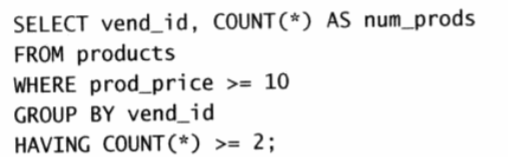 SELECT vend_id, COUNT(*) AS num_prods
FROM products
WHERE prod_price >= 10
GROUP BY vend_id
HAVING COUNT(*) >= 2;